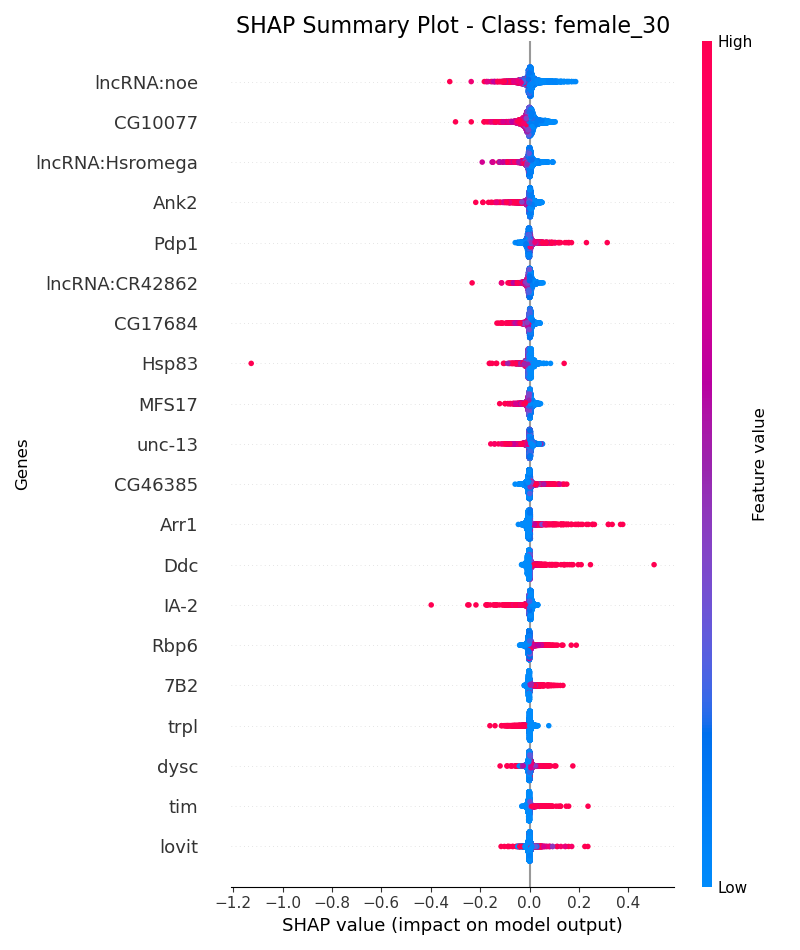 SHAP Summary Plot - Class: female_30
High
lncRNA:noe
CG10077
lncRNA:Hsromega
Ank2
Pdp1
lncRNA:CR42862
CG17684
Hsp83
MFS17
unc-13
CG46385
Arr1
Ddc
IA-2
Rbp6
7B2
trpl
dysc
tim
lovit
Genes
Feature value
Low
−1.2 −1.0 −0.8 −0.6 −0.4 −0.2 0.0 0.2 0.4
SHAP value (impact on model output)